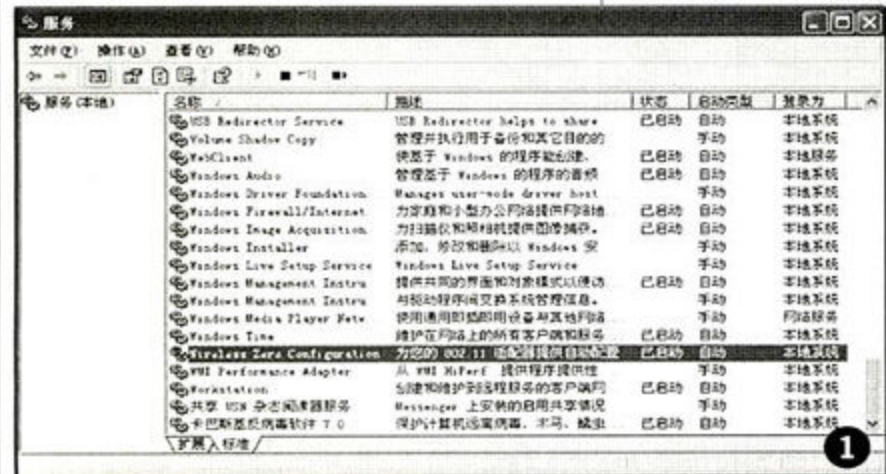 服务
文件(F) 操作(A) 查看(V) 帮助(H)
服务(本地)
名称 描述 状态 启动类型 登录为
USB Redirector Service USB Redirector helps to share 已启动 自动 本地系统
Volume Shadow Copy 管理并执行用于备份和其它目的的 手动 本地系统
WebClient 使基于 Windows 的程序能创建、 已启动 自动 本地服务
Windows Audio 管理基于 Windows 的程序的音频 已启动 自动 本地系统
Windows Driver Foundation Manages user-mode driver host 手动 本地系统
Windows Firewall/Internet 为家庭和小型办公网络提供网络地 已启动 自动 本地系统
Windows Image Acquisition 为扫描仪和照相机提供图像捕获。 已启动 自动 本地系统
Windows Installer 添加、修改和删除以 Windows 安 手动 本地系统
Windows Live Setup Service Windows Live Setup Service 手动 本地系统
Windows Management Instru 提供共同的界面和对象模式以便访 已启动 自动 本地系统
Windows Management Instru 与驱动程序间交换系统管理信息。 手动 本地系统
Windows Media Player Netw 使用通用即插即用设备与其他网络 手动 网络服务
Windows Time 维护在网络上的所有客户端和服务 已启动 自动 本地系统
Wireless Zero Configuration 为您的 802.11 适配器提供自动配置 已启动 自动 本地系统
WMI Performance Adapter 从 WMI HiPerf 提供程序提供性 手动 本地系统
Workstation 创建和维护到远程服务的客户端网 已启动 自动 本地系统
共享 USN 杂志阅读器服务 Messenger 上安装的启用共享情况 手动 本地系统
卡巴斯基反病毒软件 7.0 保护计算机远离病毒、木马、蠕虫 已启动 自动 本地系统
扩展 标准
1